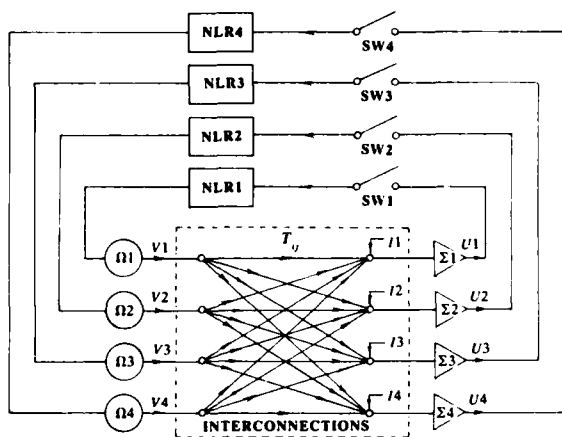 NLR4
SW4
NLR3
SW3
NLR2
SW2
NLR1
SW1
Ω1 V1 T_ij I1 Σ1 U1
Ω2 V2 I2 Σ2 U2
Ω3 V3 I3 Σ3 U3
Ω4 V4 I4 Σ4 U4
INTERCONNECTIONS